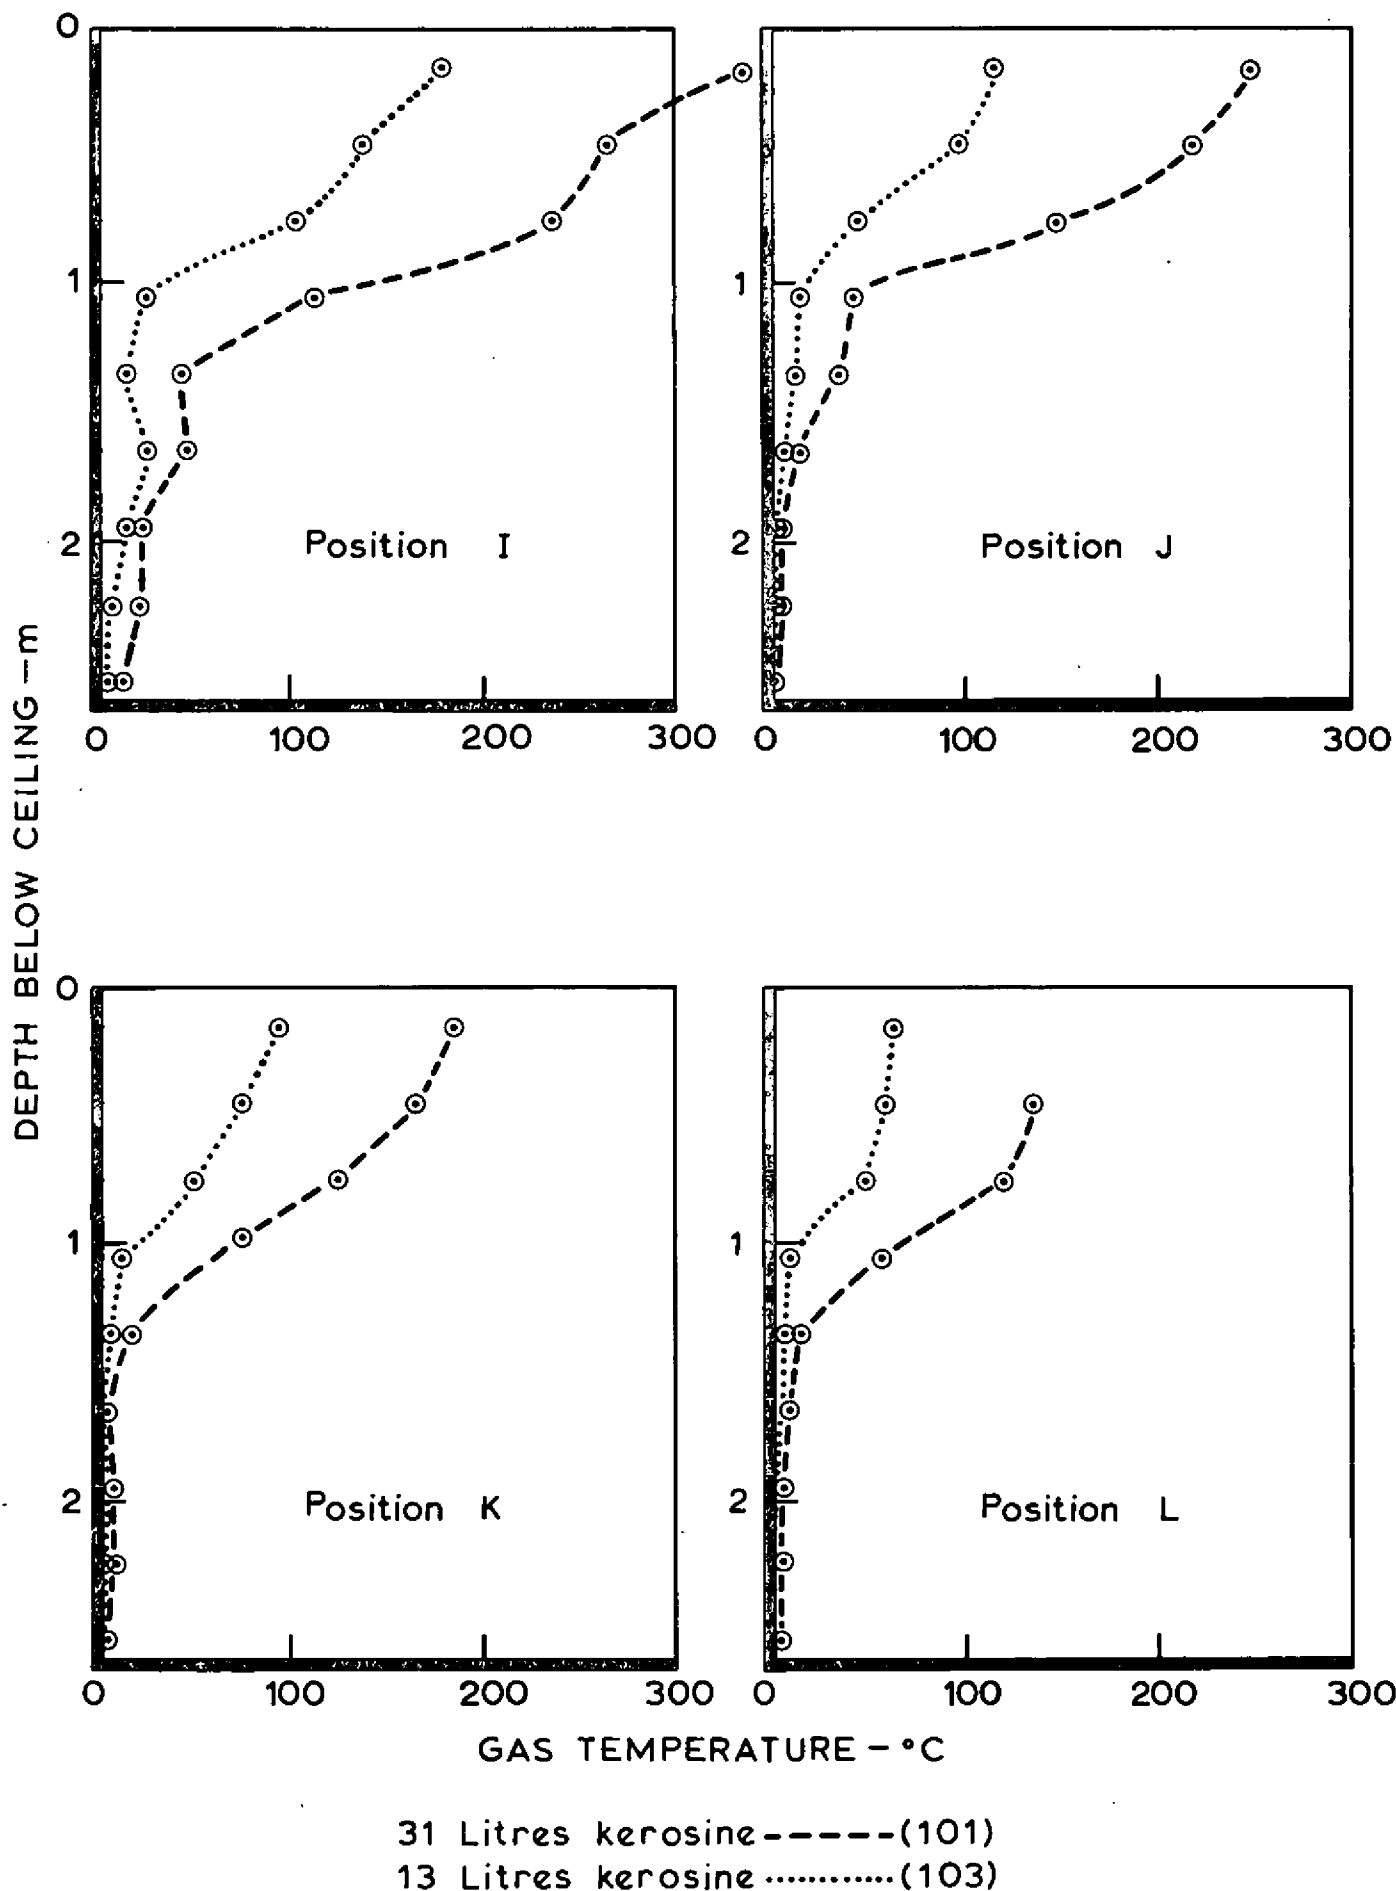 0
1
2
Position I
0 100 200 300
1
2
Position J
0 100 200 300
DEPTH BELOW CEILING – m
0
1
2
Position K
0 100 200 300
1
2
Position L
0 100 200 300
GAS TEMPERATURE – °C
31 Litres kerosine ------ (101)
13 Litres kerosine ............ (103)